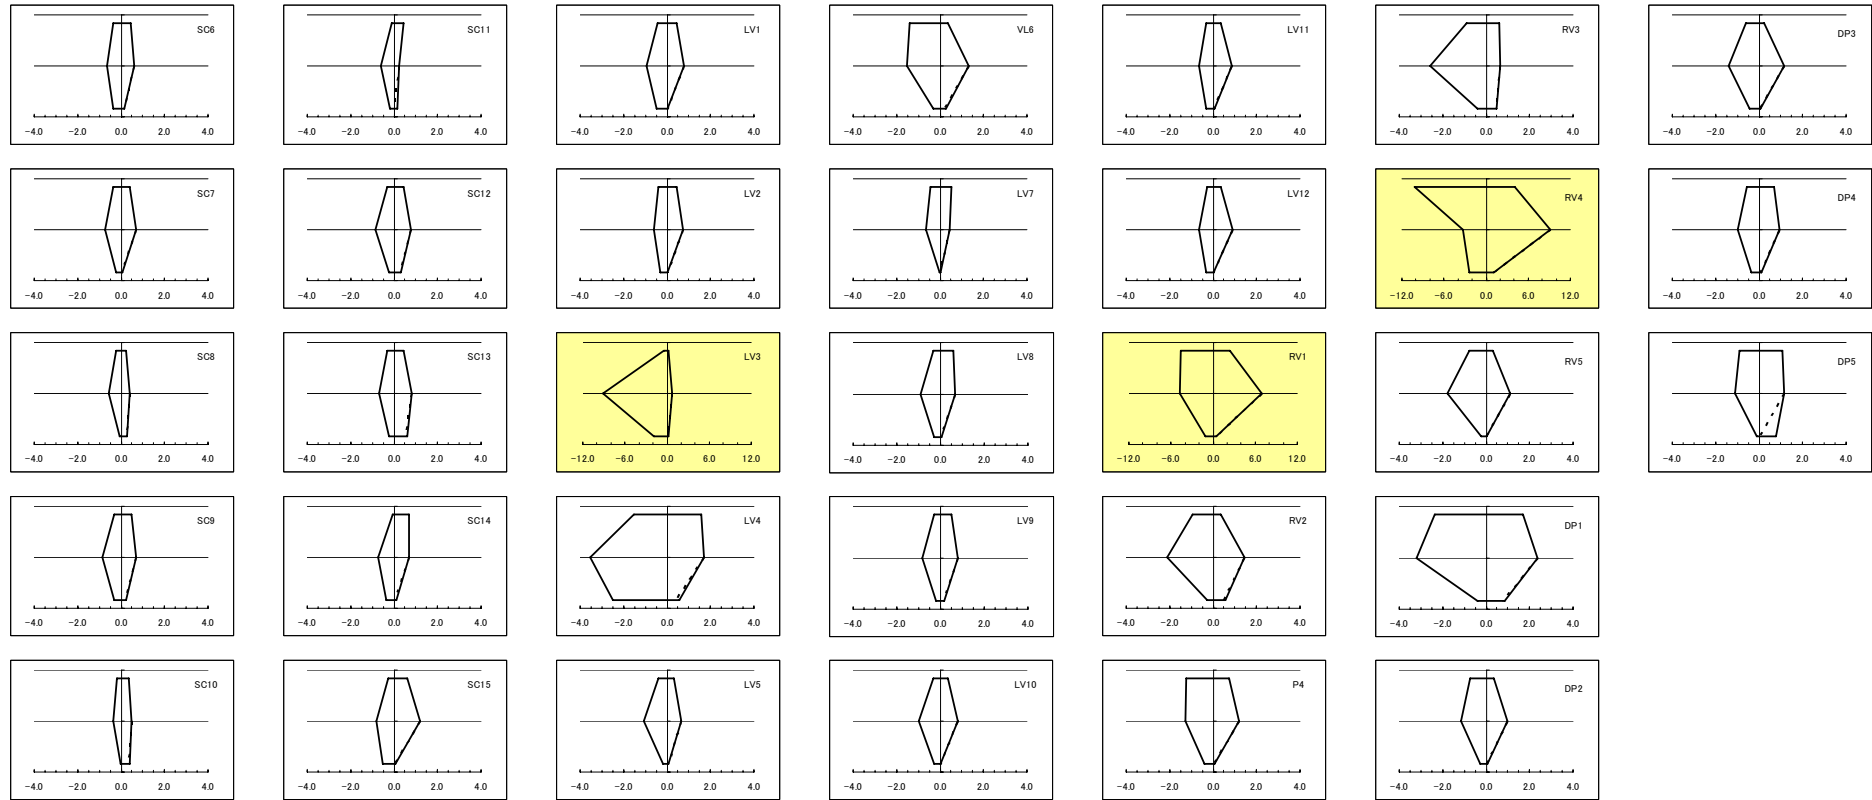 SC6
-4.0 -2.0 0.0 2.0 4.0
SC11
-4.0 -2.0 0.0 2.0 4.0
LV1
-4.0 -2.0 0.0 2.0 4.0
VL6
-4.0 -2.0 0.0 2.0 4.0
LV11
-4.0 -2.0 0.0 2.0 4.0
RV3
-4.0 -2.0 0.0 2.0 4.0
DP3
-4.0 -2.0 0.0 2.0 4.0
SC7
-4.0 -2.0 0.0 2.0 4.0
SC12
-4.0 -2.0 0.0 2.0 4.0
LV2
-4.0 -2.0 0.0 2.0 4.0
LV7
-4.0 -2.0 0.0 2.0 4.0
LV12
-4.0 -2.0 0.0 2.0 4.0
RV4
-12.0 -6.0 0.0 6.0 12.0
DP4
-4.0 -2.0 0.0 2.0 4.0
SC8
-4.0 -2.0 0.0 2.0 4.0
SC13
-4.0 -2.0 0.0 2.0 4.0
LV3
-12.0 -6.0 0.0 6.0 12.0
LV8
-4.0 -2.0 0.0 2.0 4.0
RV1
-12.0 -6.0 0.0 6.0 12.0
RV5
-4.0 -2.0 0.0 2.0 4.0
DP5
-4.0 -2.0 0.0 2.0 4.0
SC9
-4.0 -2.0 0.0 2.0 4.0
SC14
-4.0 -2.0 0.0 2.0 4.0
LV4
-4.0 -2.0 0.0 2.0 4.0
LV9
-4.0 -2.0 0.0 2.0 4.0
RV2
-4.0 -2.0 0.0 2.0 4.0
DP1
-4.0 -2.0 0.0 2.0 4.0
SC10
-4.0 -2.0 0.0 2.0 4.0
SC15
-4.0 -2.0 0.0 2.0 4.0
LV5
-4.0 -2.0 0.0 2.0 4.0
LV10
-4.0 -2.0 0.0 2.0 4.0
P4
-4.0 -2.0 0.0 2.0 4.0
DP2
-4.0 -2.0 0.0 2.0 4.0